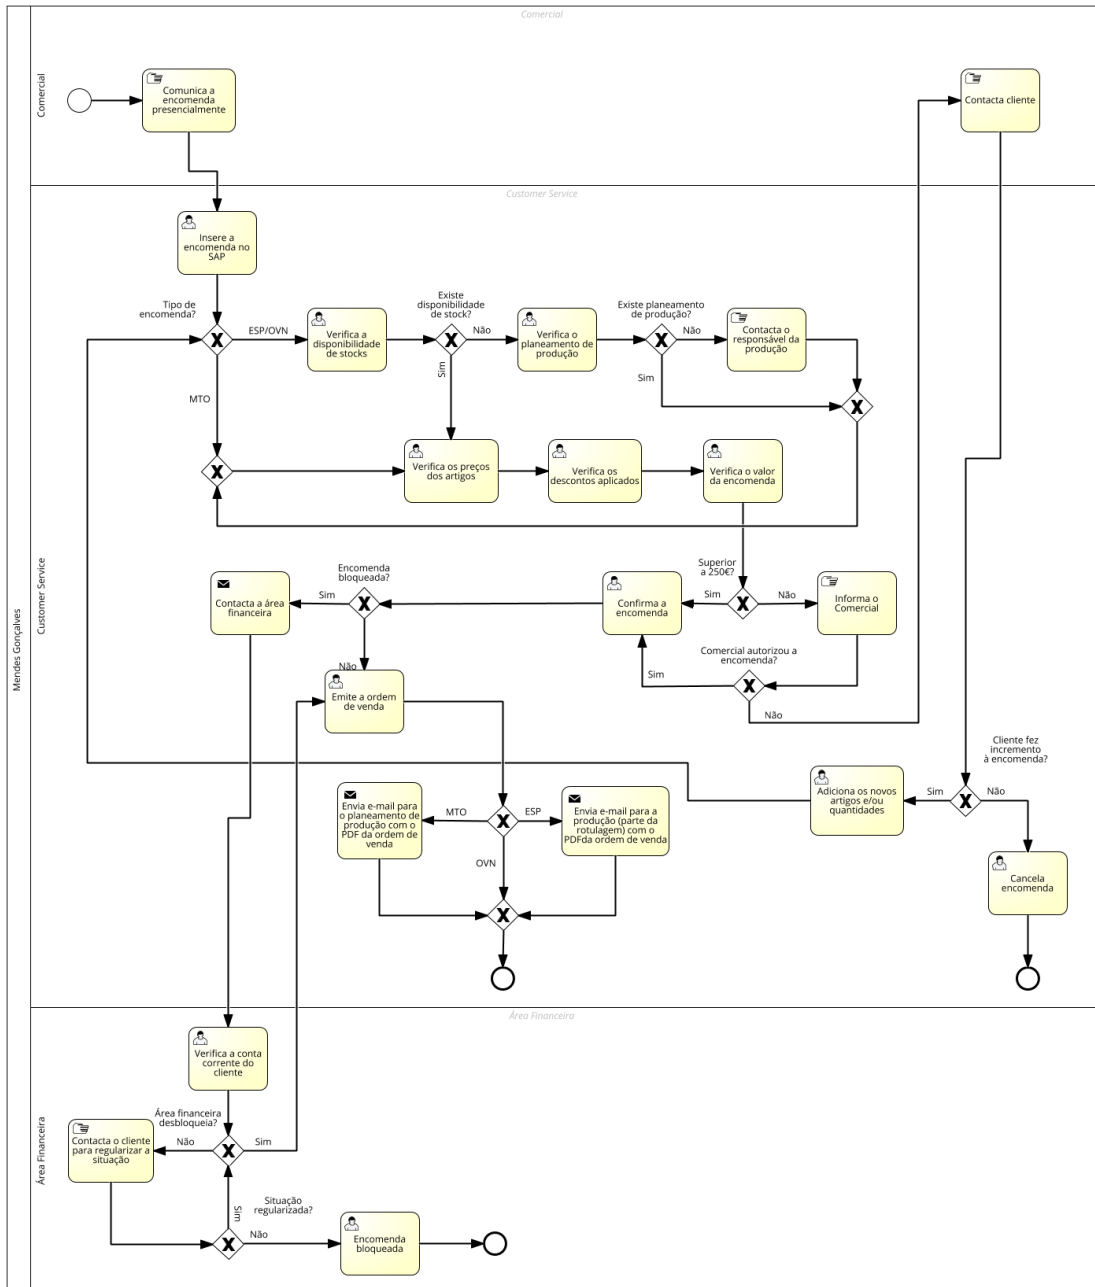 Comercial
Comercial
Comunica a
encomenda
presencialmente
Contacta cliente
Customer Service
Insere a
encomenda no
SAP
Tipo de
encomenda?
ESP/OVN
Verifica a
disponibilidade
de stocks
Existe
disponibilidade
de stock?
Não
Sim
Verifica o
planeamento de
produção
Existe planeamento
de produção?
Não
Sim
Contacta o
responsável da
produção
MTO
Verifica os preços
dos artigos
Verifica os
descontos aplicados
Verifica o valor
da encomenda
Customer Service
Mendes Gonçalves
Encomenda
bloqueada?
Superior
a 250€?
Contacta a área
financeira
Sim
Confirma a
encomenda
Sim
Não
Informa o
Comercial
Comercial autorizou a
encomenda?
Sim
Não
Não
Emite a ordem
de venda
Cliente fez
incremento
à encomenda?
Adiciona os novos
artigos e/ou
quantidades
Sim
Não
Envia e-mail para
o planeamento de
produção com o
PDF da ordem de
venda
MTO
ESP
Envia e-mail para a
produção (parte da
rotulagem) com o
PDFda ordem de venda
OVN
Cancela
encomenda
Área Financeira
Área Financeira
Verifica a conta
corrente do
cliente
Área financeira
desbloqueia?
Contacta o cliente
para regularizar a
situação
Não
Sim
Sim
Situação
regularizada?
Não
Encomenda
bloqueada